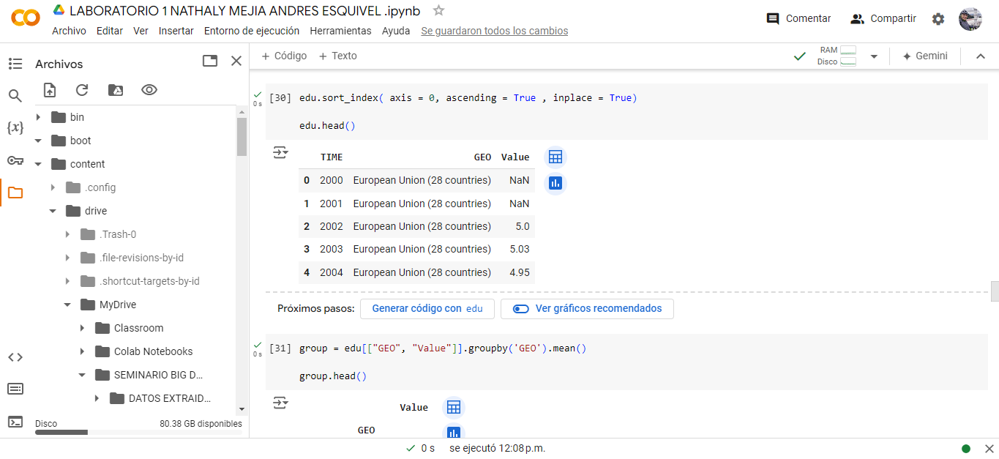 LABORATORIO 1 NATHALY MEJIA ANDRES ESQUIVEL .ipynb
Archivo Editar Ver Insertar Entorno de ejecución Herramientas Ayuda Se guardaron todos los cambios
Comentar Compartir
Archivos
+ Código + Texto
RAM
Disco
Gemini
bin
boot
content
.config
drive
.Trash-0
.file-revisions-by-id
.shortcut-targets-by-id
MyDrive
Classroom
Colab Notebooks
SEMINARIO BIG D...
DATOS EXTRAID...
Disco 80.38 GB disponibles
0 s
[30] edu.sort_index( axis = 0, ascending = True , inplace = True)
edu.head()
TIME GEO Value
0 2000 European Union (28 countries) NaN
1 2001 European Union (28 countries) NaN
2 2002 European Union (28 countries) 5.0
3 2003 European Union (28 countries) 5.03
4 2004 European Union (28 countries) 4.95
Próximos pasos: Generar código con edu Ver gráficos recomendados
0 s
[31] group = edu[["GEO", "Value"]].groupby('GEO').mean()
group.head()
Value
GEO
0 s se ejecutó 12:08 p.m.